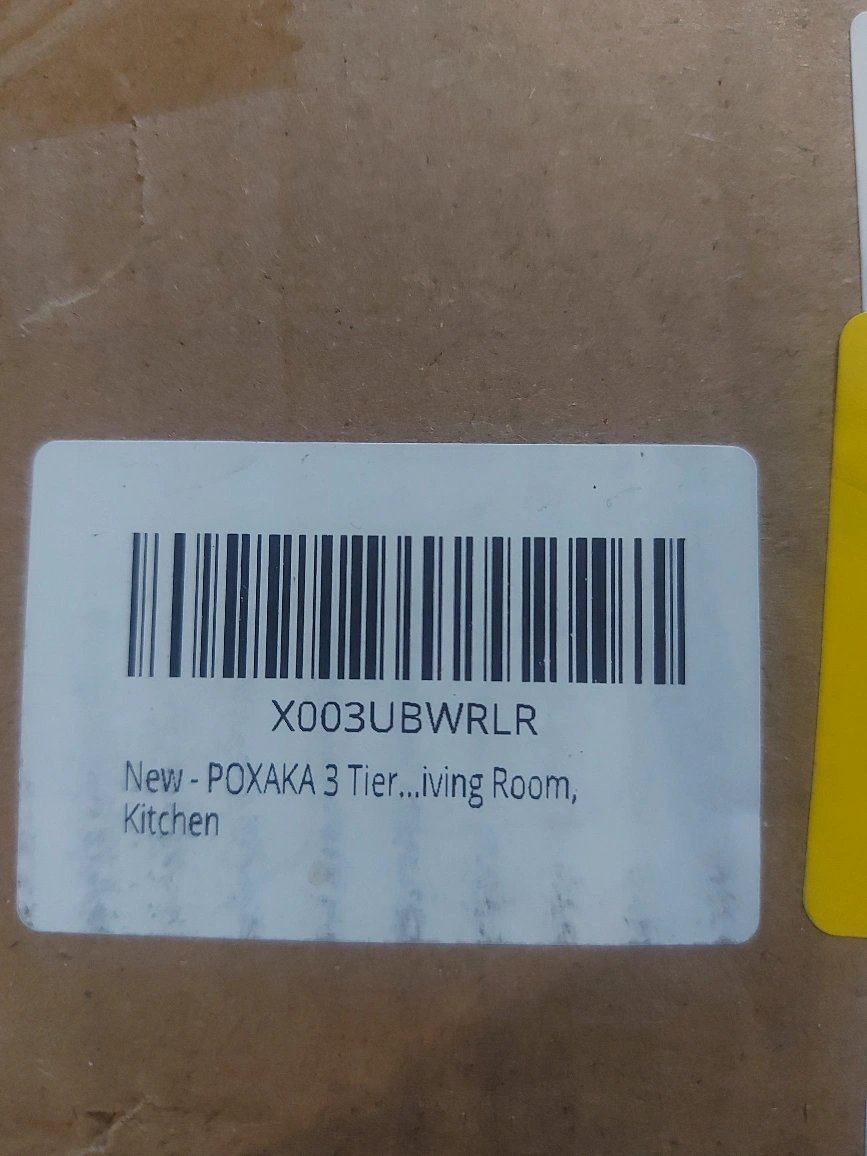 X003UBWRLR
New - POXAKA 3 Tier...iving Room,
Kitchen